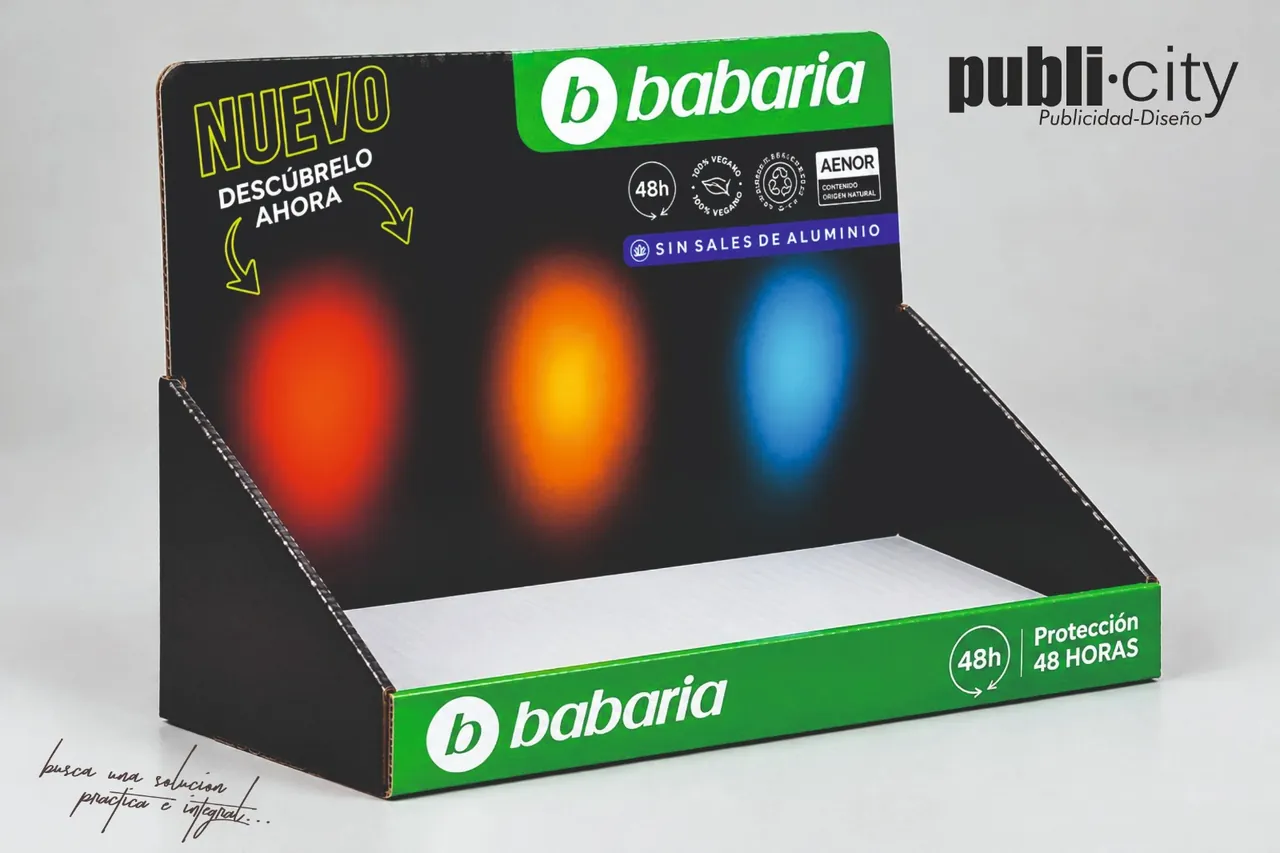 NUEVO
DESCÚBRELO
AHORA
b babaria
48h
100% VEGANO
100% VEGANO
AENOR
CONTENIDO
ORIGEN NATURAL
SIN SALES DE ALUMINIO
b babaria
48h
Protección
48 HORAS
publi·city
Publicidad-Diseño
busca una solucion
practica e integral...